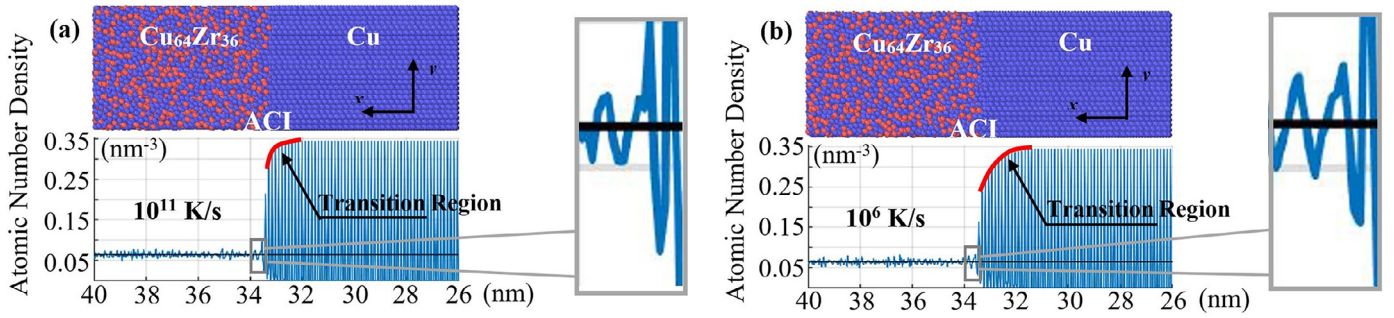 (a)
Cu64Zr36
Cu
y
x
ACI
Atomic Number Density
0.35
0.25
0.15
0.05
(nm-3)
Transition Region
10¹¹ K/s
40 38 36 34 32 30 28 26 (nm)
(b)
Cu64Zr36
Cu
y
x
ACI
Atomic Number Density
0.35
0.25
0.15
0.05
(nm-3)
Transition Region
10⁶ K/s
40 38 36 34 32 30 28 26 (nm)